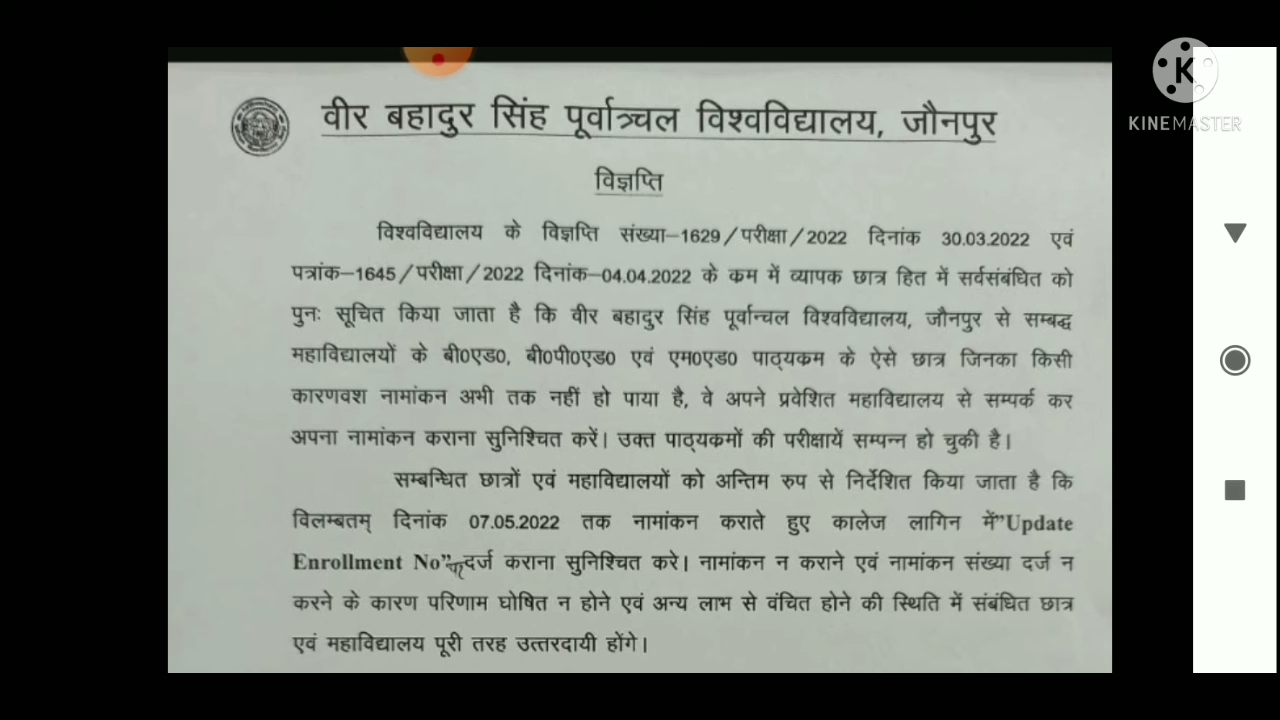 वीर बहादुर सिंह पूर्वान्र्चल विश्वविद्यालय, जौनपुर
विज्ञप्ति
विश्वविद्यालय के विज्ञप्ति संख्या–1629/परीक्षा/2022 दिनांक 30.03.2022 एवं
पत्रांक–1645/परीक्षा/2022 दिनांक–04.04.2022 के कम में व्यापक छात्र हित में सर्वसंबंधित को
पुनः सूचित किया जाता है कि वीर बहादुर सिंह पूर्वान्चल विश्वविद्यालय, जौनपुर से सम्बद्ध
महाविद्यालयों के बी0एड0, बी0पी0एड0 एवं एम0एड0 पाठ्यकम के ऐसे छात्र जिनका किसी
कारणवश नामांकन अभी तक नहीं हो पाया है, वे अपने प्रवेशित महाविद्यालय से सम्पर्क कर
अपना नामांकन कराना सुनिश्चित करें। उक्त पाठ्यकमों की परीक्षायें सम्पन्न हो चुकी है।
सम्बन्धित छात्रों एवं महाविद्यालयों को अन्तिम रुप से निर्देशित किया जाता है कि
विलम्बतम् दिनांक 07.05.2022 तक नामांकन कराते हुए कालेज लागिन में"Update
Enrollment No" में दर्ज कराना सुनिश्चित करे। नामांकन न कराने एवं नामांकन संख्या दर्ज न
करने के कारण परिणाम घोषित न होने एवं अन्य लाभ से वंचित होने की स्थिति में संबंधित छात्र
एवं महाविद्यालय पूरी तरह उत्तरदायी होंगे।
K
KINEMASTER